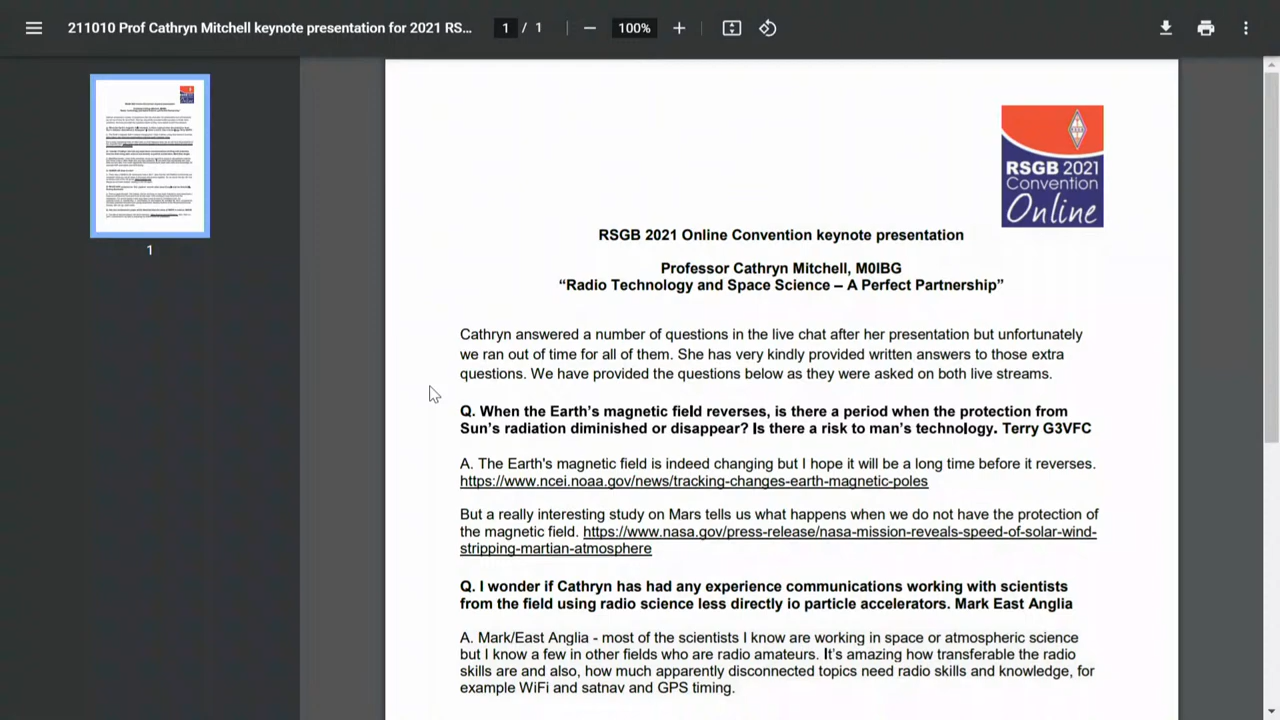 211010 Prof Cathryn Mitchell keynote presentation for 2021 RS...
1 / 1
100%
1
RSGB 2021
Convention
Online
RSGB 2021 Online Convention keynote presentation
Professor Cathryn Mitchell, M0IBG
“Radio Technology and Space Science – A Perfect Partnership”
Cathryn answered a number of questions in the live chat after her presentation but unfortunately
we ran out of time for all of them. She has very kindly provided written answers to those extra
questions. We have provided the questions below as they were asked on both live streams.
Q. When the Earth’s magnetic field reverses, is there a period when the protection from
Sun’s radiation diminished or disappear? Is there a risk to man’s technology. Terry G3VFC
A. The Earth's magnetic field is indeed changing but I hope it will be a long time before it reverses.
https://www.ncei.noaa.gov/news/tracking-changes-earth-magnetic-poles
But a really interesting study on Mars tells us what happens when we do not have the protection of
the magnetic field. https://www.nasa.gov/press-release/nasa-mission-reveals-speed-of-solar-wind-
stripping-martian-atmosphere
Q. I wonder if Cathryn has had any experience communications working with scientists
from the field using radio science less directly io particle accelerators. Mark East Anglia
A. Mark/East Anglia - most of the scientists I know are working in space or atmospheric science
but I know a few in other fields who are radio amateurs. It’s amazing how transferable the radio
skills are and also, how much apparently disconnected topics need radio skills and knowledge, for
example WiFi and satnav and GPS timing.